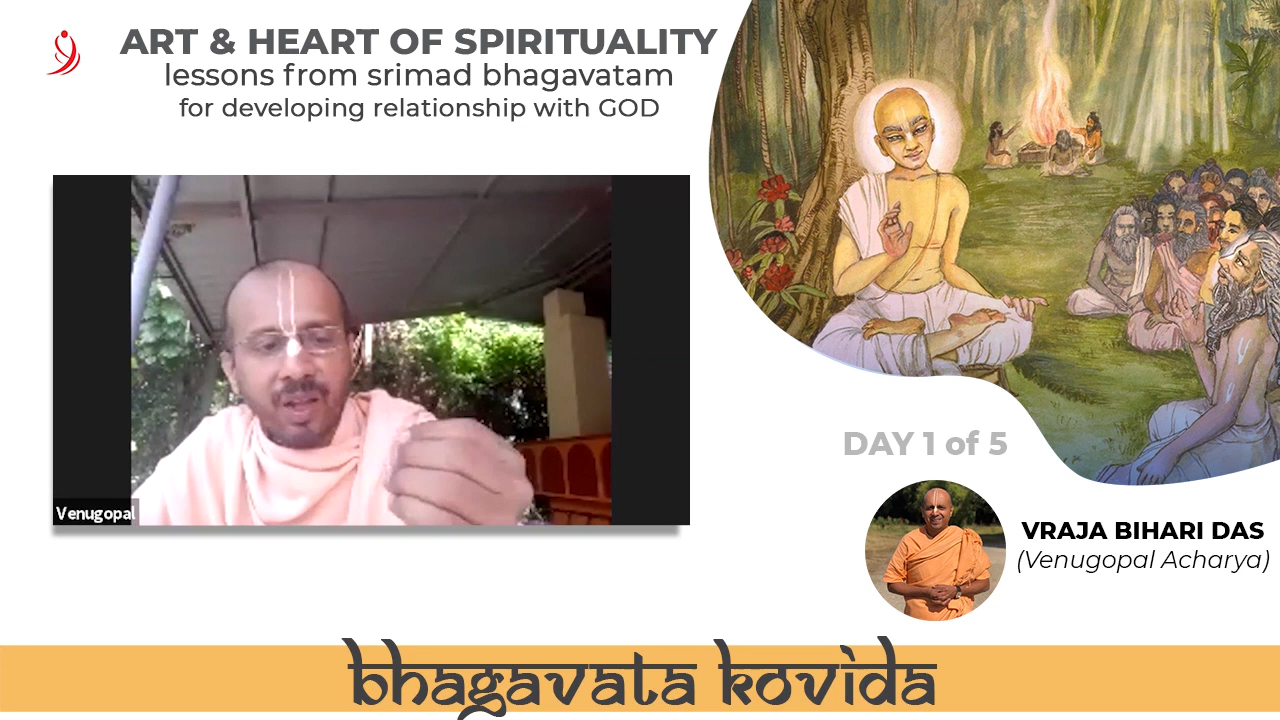 ART & HEART OF SPIRITUALITY
lessons from srimad bhagavatam
for developing relationship with GOD
Venugopal
DAY 1 of 5
VRAJA BIHARI DAS
(Venugopal Acharya)
bhagavata kovida